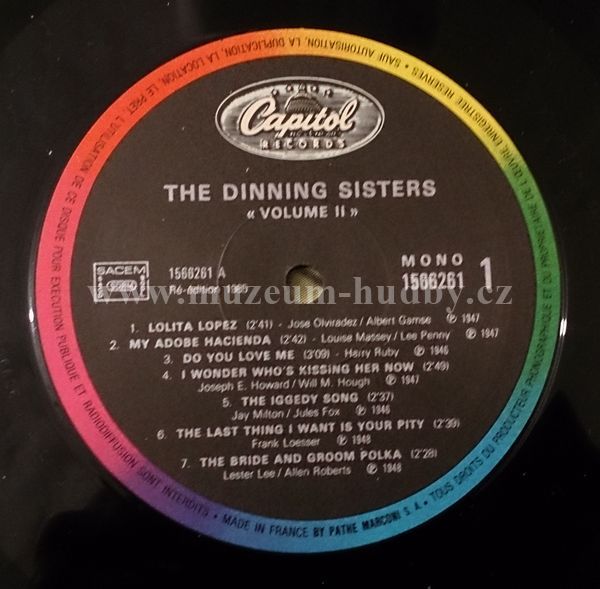 Capitol
RECORDS
THE DINNING SISTERS
« VOLUME II »
SACEM
1566261 A
Ré-édition 1985
MONO
1566261 1
www.muzeum-hudby.cz
1. LOLITA LOPEZ (2'41) - Jose Olviradez / Albert Gamse Ⓟ 1947
2. MY ADOBE HACIENDA (2'42) - Louise Massey / Lee Penny Ⓟ 1947
3. DO YOU LOVE ME (3'09) - Harry Ruby Ⓟ 1946
4. I WONDER WHO'S KISSING HER NOW (2'49)
Joseph E. Howard / Will M. Hough Ⓟ 1947
5. THE IGGEDY SONG (2'37)
Jay Milton / Jules Fox Ⓟ 1946
6. THE LAST THING I WANT IS YOUR PITY (2'39)
Frank Loesser Ⓟ 1948
7. THE BRIDE AND GROOM POLKA (2'28)
Lester Lee / Allen Roberts Ⓟ 1948
• MADE IN FRANCE BY PATHE MARCONI S.A. • TOUS DROITS DU PRODUCTEUR PHONOGRAPHIQUE ET DU PROPRIETAIRE DE L'ŒUVRE ENREGISTREE RESERVES • SAUF AUTORISATION, LA DUPLICATION, LA LOCATION, LE PRET, L'UTILISATION DE CE DISQUE POUR EXECUTION PUBLIQUE ET RADIODIFFUSION SONT INTERDITS